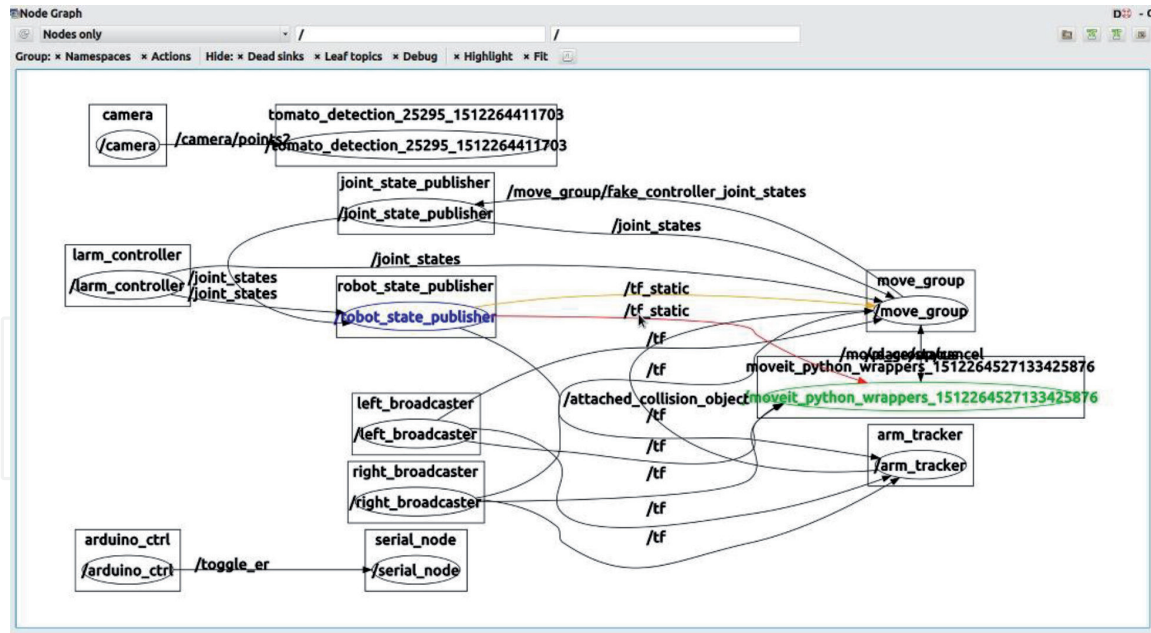 Node Graph
Nodes only
/
/
Group: × Namespaces × Actions Hide: × Dead sinks × Leaf topics × Debug × Highlight × Fit
camera
/camera
/camera/points2
tomato_detection_25295_1512264411703
/tomato_detection_25295_1512264411703
joint_state_publisher
/joint_state_publisher
/move_group/fake_controller_joint_states
/joint_states
larm_controller
/larm_controller
/joint_states
/joint_states
/joint_states
robot_state_publisher
/robot_state_publisher
/tf_static
/tf_static
move_group
/move_group
/tf
/tf
moveit_python_wrappers_1512264527133425876
/moveit_python_wrappers_1512264527133425876
/attached_collision_object
left_broadcaster
/left_broadcaster
/tf
/tf
/tf
arm_tracker
/arm_tracker
right_broadcaster
/right_broadcaster
/tf
/tf
arduino_ctrl
/arduino_ctrl
/toggle_er
serial_node
/serial_node